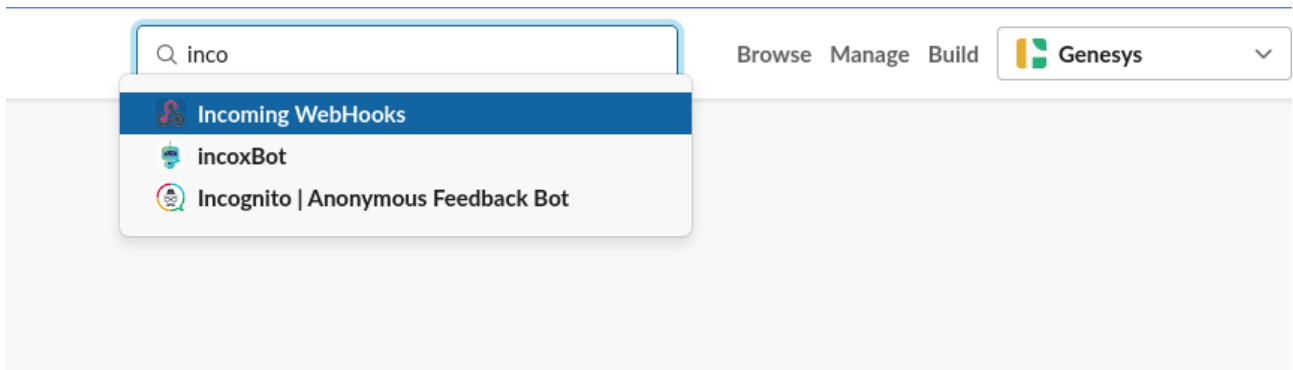 inco
Browse Manage Build Genesys
Incoming WebHooks
incoxBot
Incognito | Anonymous Feedback Bot